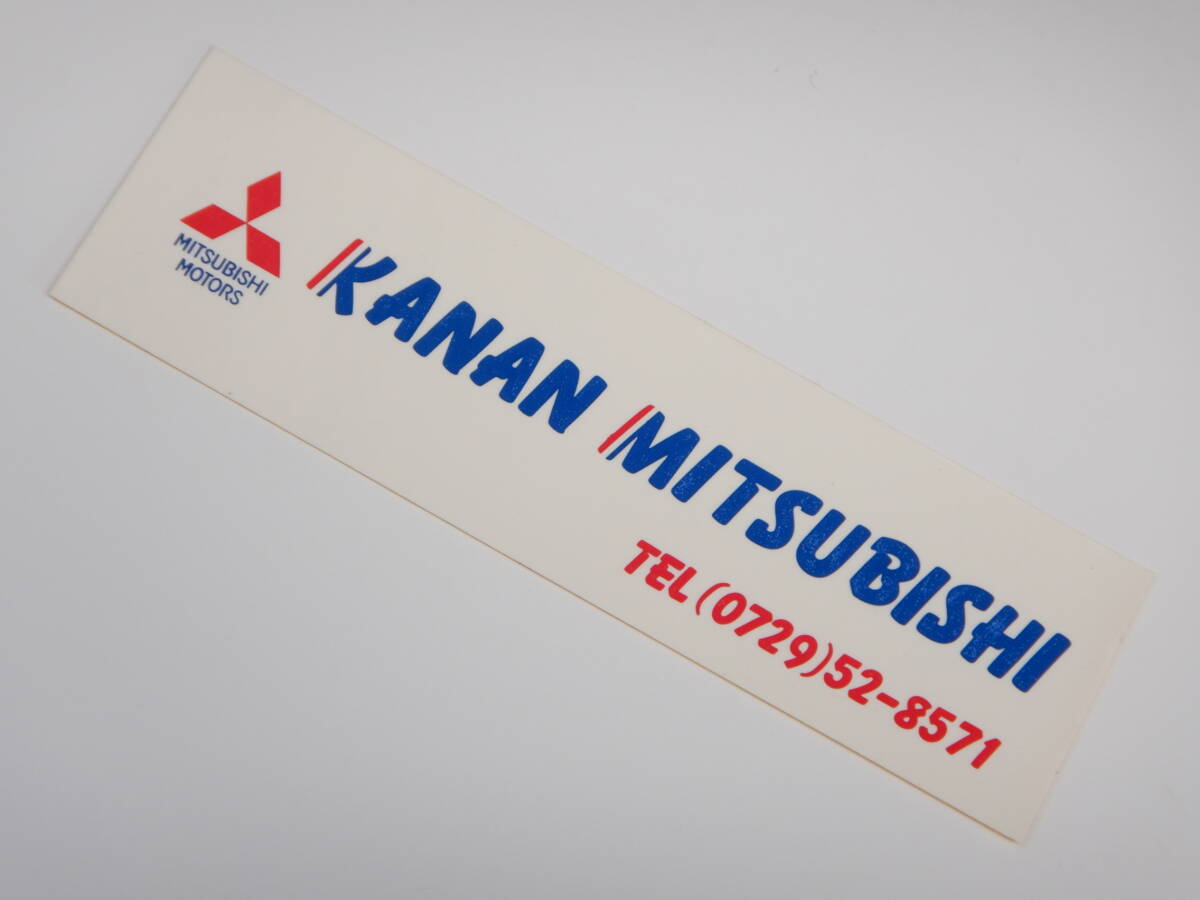 MITSUBISHI
MOTORS
KANAN MITSUBISHI
TEL(0729)52-8571